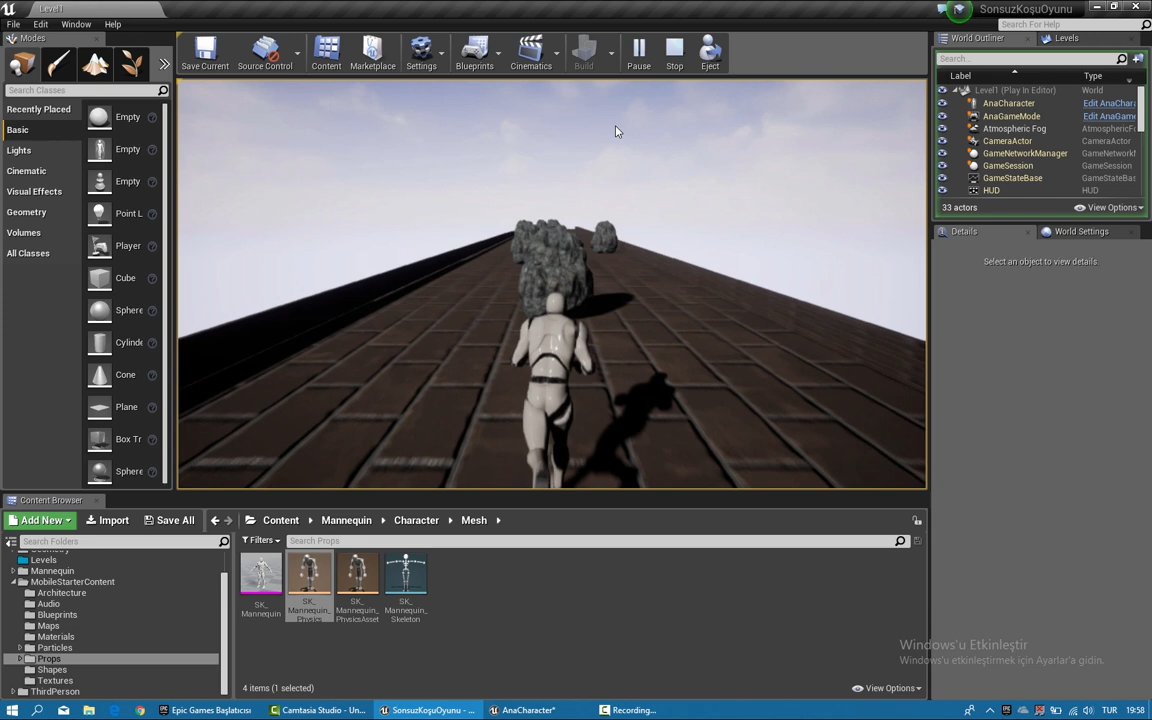 Level1
SonsuzKoşuOyunu
File Edit Window Help
Search For Help
Modes
Save Current Source Control Content Marketplace Settings Blueprints Cinematics Build Pause Stop Eject
Search Classes
Recently Placed
Basic
Lights
Cinematic
Visual Effects
Geometry
Volumes
All Classes
Empty
Empty
Empty
Point L
Player
Cube
Sphere
Cylinde
Cone
Plane
Box Tr
Sphere
World Outliner Levels
Search...
Label Type
Level1 (Play In Editor) World
AnaCharacter Edit AnaChara
AnaGameMode Edit AnaGame
Atmospheric Fog AtmosphericFo
CameraActor CameraActor
GameNetworkManager GameNetworkM
GameSession GameSession
GameStateBase GameStateBas
HUD HUD
33 actors View Options
Details World Settings
Select an object to view details.
Content Browser
Add New Import Save All Content Mannequin Character Mesh
Search Folders
Filters Search Props
Levels
Mannequin
MobileStarterContent
Architecture
Audio
Blueprints
Maps
Materials
Particles
Props
Shapes
Textures
ThirdPerson
SK_
Mannequin
SK_
Mannequin_
Physics
SK_
Mannequin_
PhysicsAsset
SK_
Mannequin_
Skeleton
4 items (1 selected) View Options
Windows'u Etkinleştir
Windows'u etkinleştirmek için Ayarlar'a gidin.
Epic Games Başlatıcısı Camtasia Studio - Un... SonsuzKoşuOyunu - ... AnaCharacter* Recording... TUR 19:58